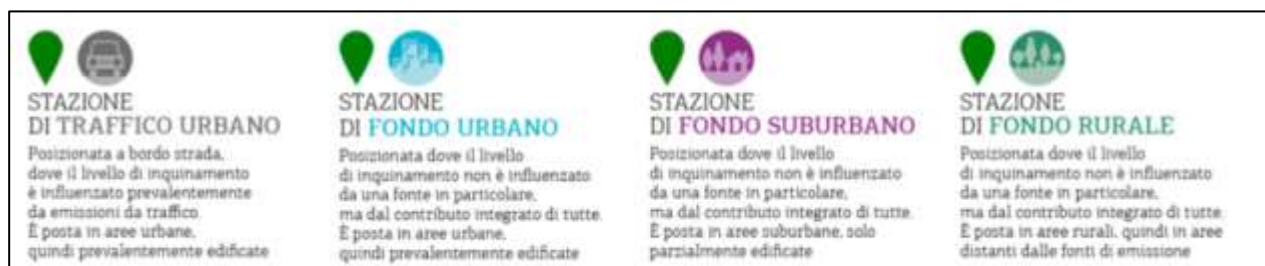 STAZIONE
DI TRAFFICO URBANO
Posizionata a bordo strada,
dove il livello di inquinamento
è influenzato prevalentemente
da emissioni da traffico.
È posta in aree urbane,
quindi prevalentemente edificate
STAZIONE
DI FONDO URBANO
Posizionata dove il livello
di inquinamento non è influenzato
da una fonte in particolare,
ma dal contributo integrato di tutte.
È posta in aree urbane,
quindi prevalentemente edificate
STAZIONE
DI FONDO SUBURBANO
Posizionata dove il livello
di inquinamento non è influenzato
da una fonte in particolare,
ma dal contributo integrato di tutte.
È posta in aree suburbane, solo
parzialmente edificate
STAZIONE
DI FONDO RURALE
Posizionata dove il livello
di inquinamento non è influenzato
da una fonte in particolare,
ma dal contributo integrato di tutte.
È posta in aree rurali, quindi in aree
distanti dalle fonti di emissione